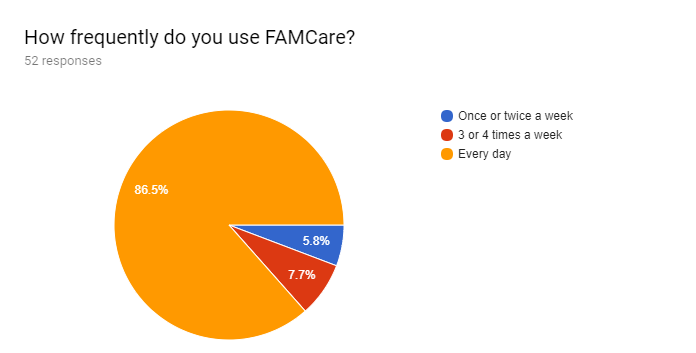 How frequently do you use FAMCare?
52 responses
Once or twice a week
3 or 4 times a week
Every day
86.5%
5.8%
7.7%